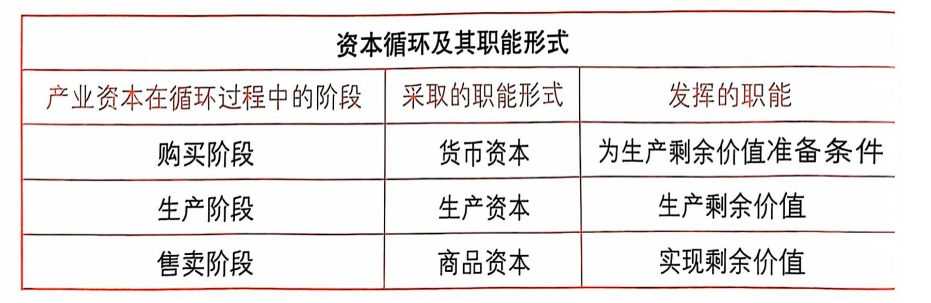 资本循环及其职能形式
产业资本在循环过程中的阶段 采取的职能形式 发挥的职能
购买阶段 货币资本 为生产剩余价值准备条件
生产阶段 生产资本 生产剩余价值
售卖阶段 商品资本 实现剩余价值